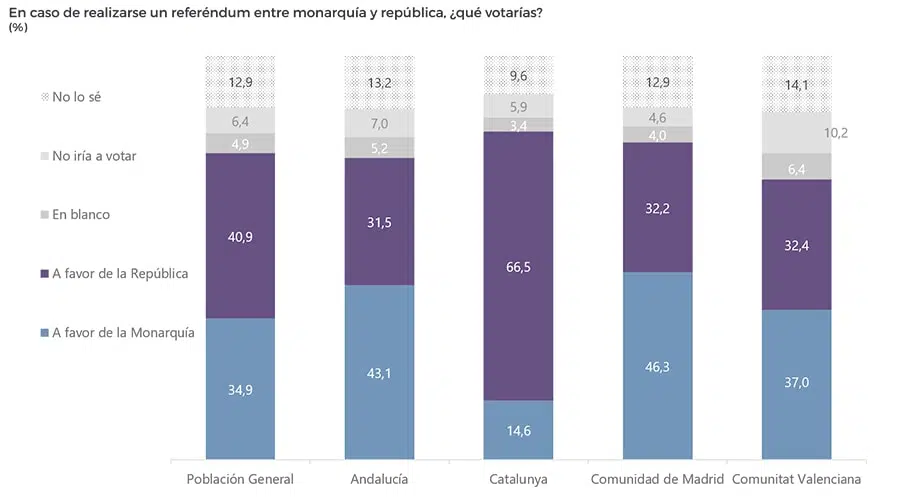 En caso de realizarse un referéndum entre monarquía y república, ¿qué votarías?
(%)
No lo sé
No iría a votar
En blanco
A favor de la República
A favor de la Monarquía
12,9
6,4
4,9
40,9
34,9
13,2
7,0
5,2
31,5
43,1
9,6
5,9
3,4
66,5
14,6
12,9
4,6
4,0
32,2
46,3
14,1
10,2
6,4
32,4
37,0
Población General
Andalucía
Catalunya
Comunidad de Madrid
Comunitat Valenciana